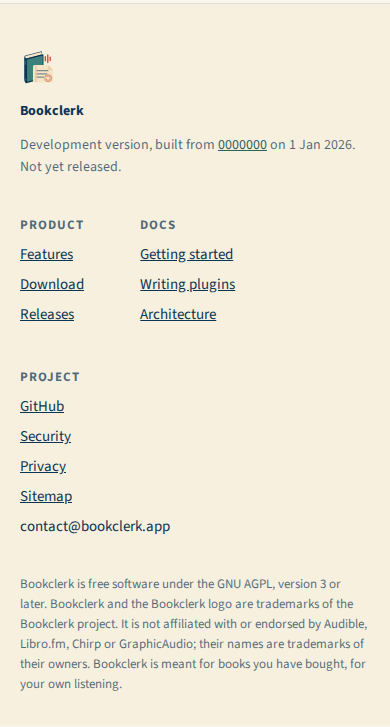 Bookclerk
Development version, built from 0000000 on 1 Jan 2026.
Not yet released.
PRODUCT
Features
Download
Releases
DOCS
Getting started
Writing plugins
Architecture
PROJECT
GitHub
Security
Privacy
Sitemap
contact@bookclerk.app
Bookclerk is free software under the GNU AGPL, version 3 or
later. Bookclerk and the Bookclerk logo are trademarks of the
Bookclerk project. It is not affiliated with or endorsed by Audible,
Libro.fm, Chirp or GraphicAudio; their names are trademarks of
their owners. Bookclerk is meant for books you have bought, for
your own listening.